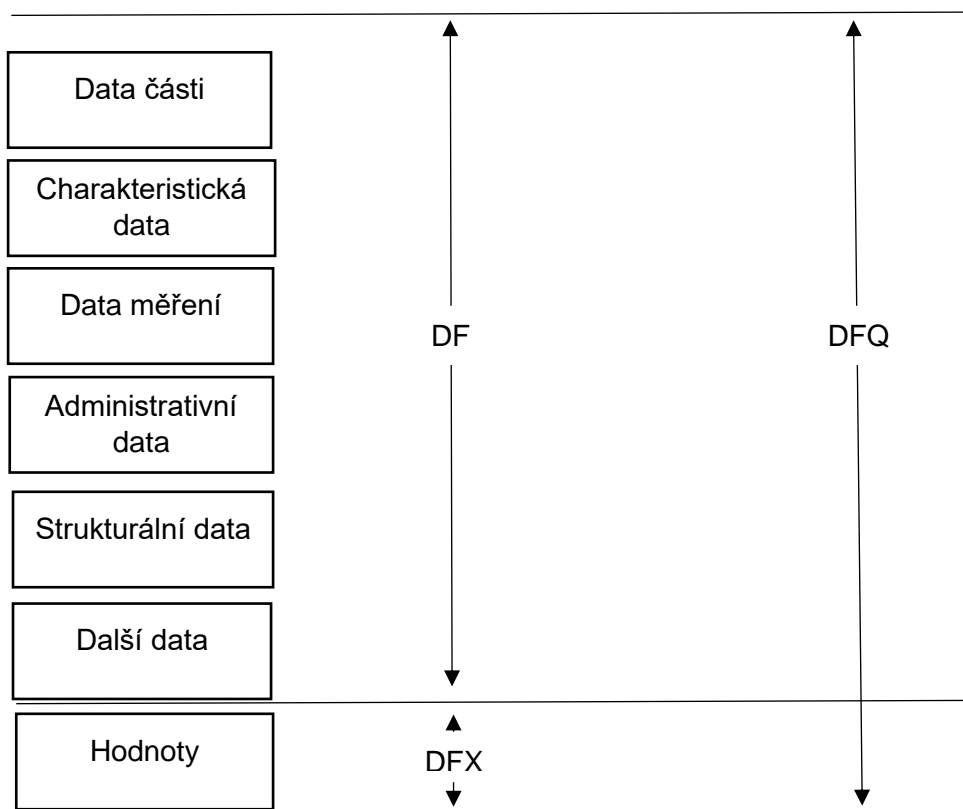 Data části
Charakteristická
data
Data měření
DF
DFQ
Administrativní
data
Strukturální data
Další data
Hodnoty
DFX